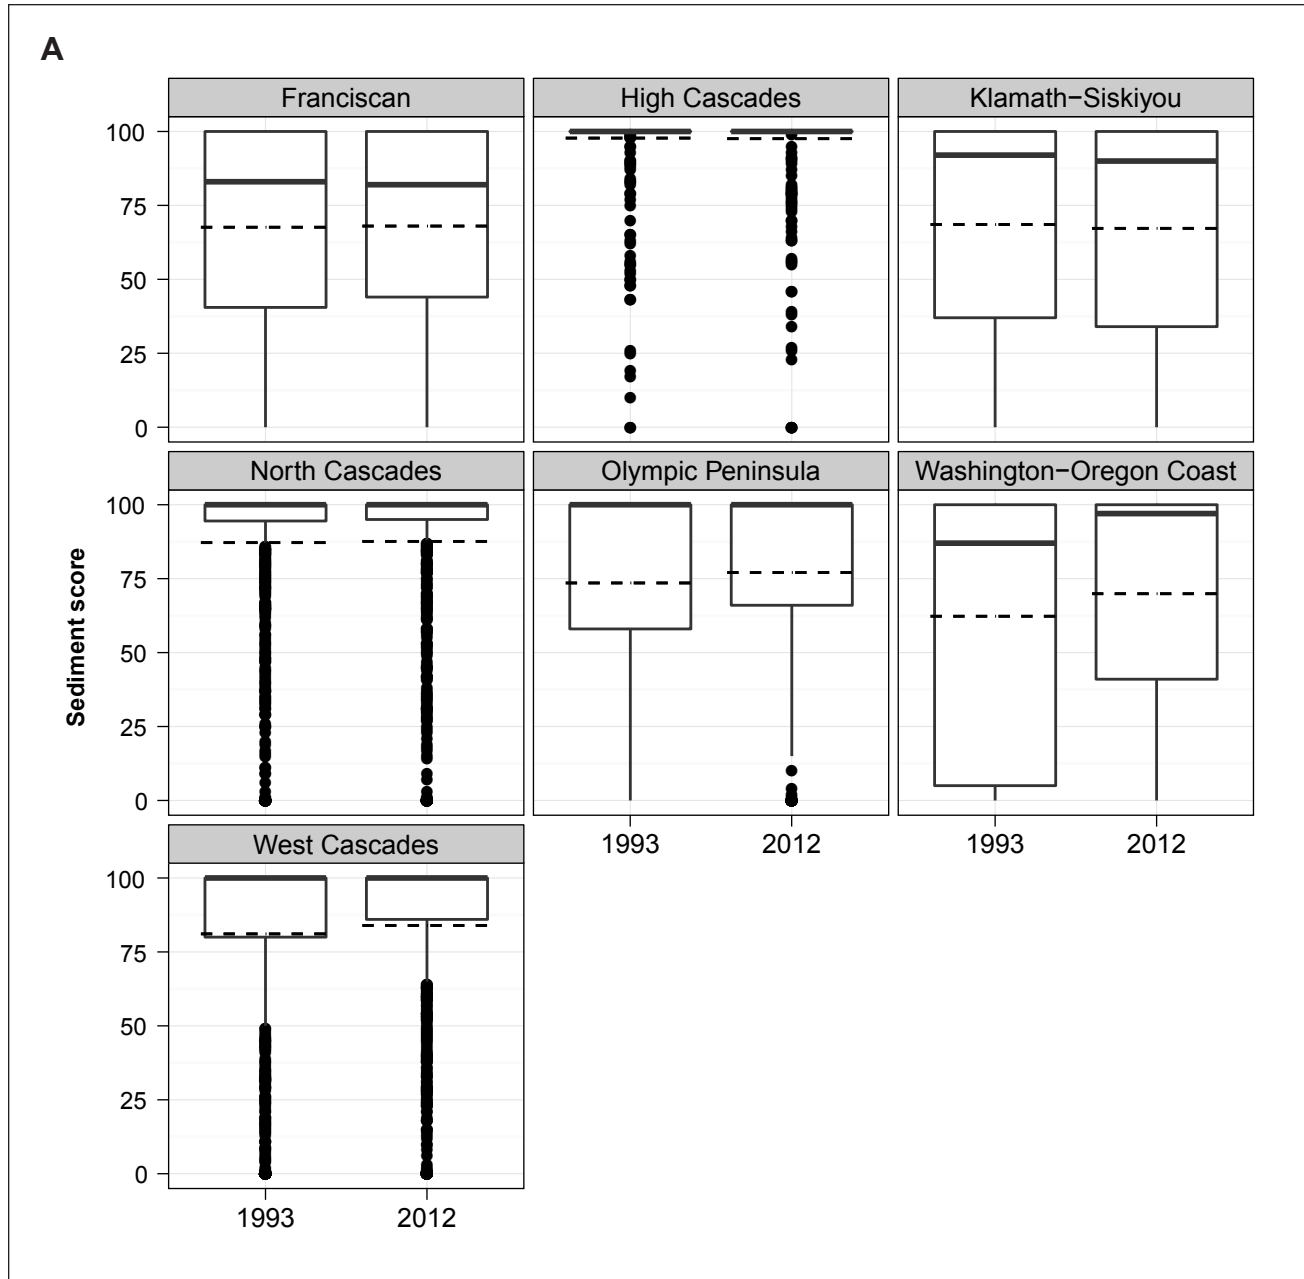 A
Franciscan
High Cascades
Klamath−Siskiyou
100
75
50
25
0
North Cascades
Olympic Peninsula
Washington−Oregon Coast
100
75
50
25
0
Sediment score
1993
2012
1993
2012
West Cascades
100
75
50
25
0
1993
2012